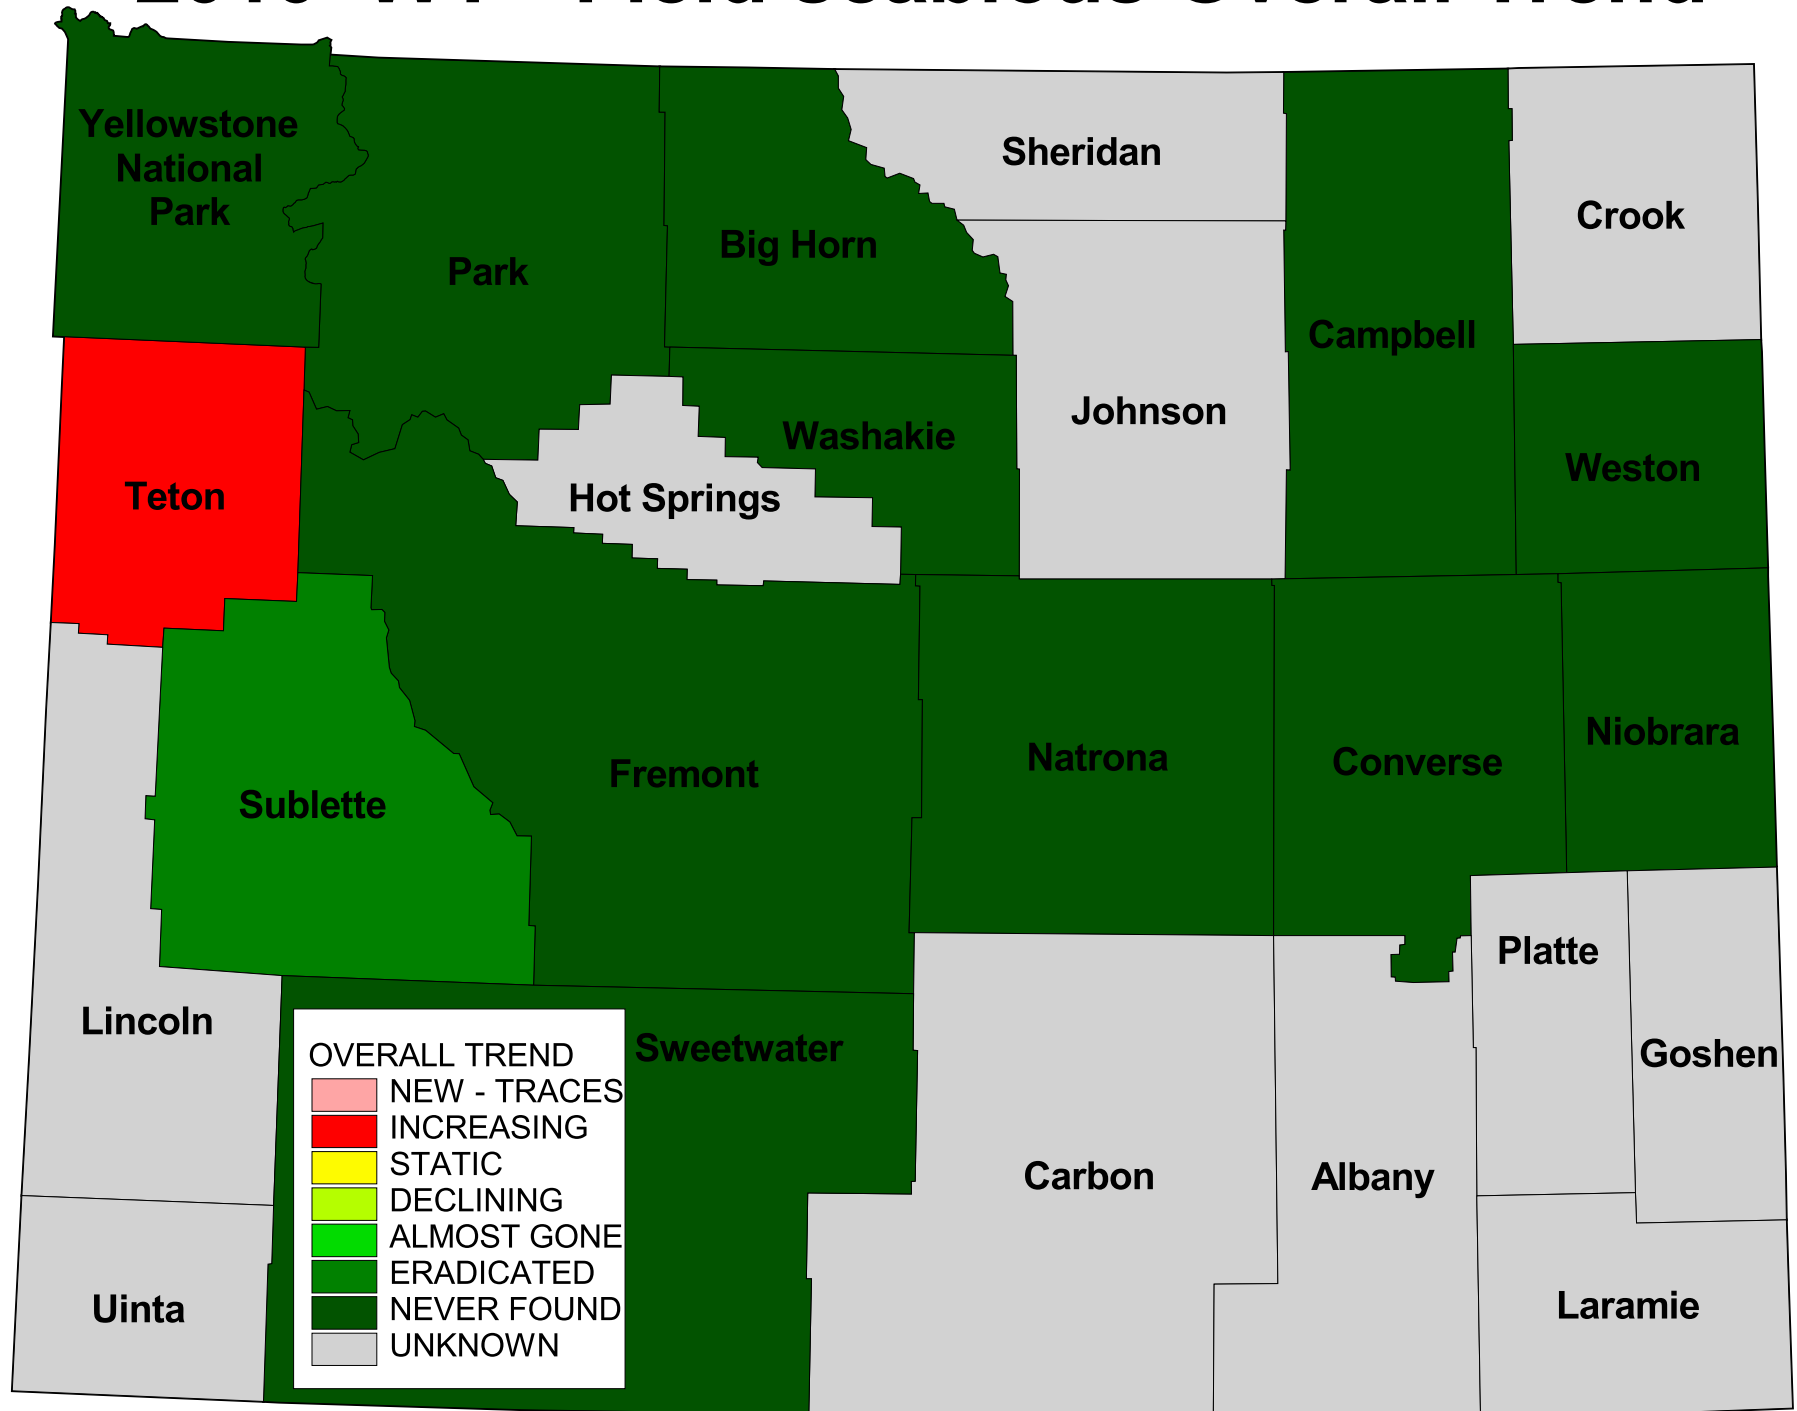 Yellowstone
National
Park
Park
Big Horn
Sheridan
Campbell
Crook
Teton
Hot Springs
Washakie
Johnson
Weston
Sublette
Fremont
Natrona
Converse
Niobrara
Lincoln
Sweetwater
Carbon
Albany
Platte
Goshen
Uinta
Laramie
OVERALL TREND
NEW - TRACES
INCREASING
STATIC
DECLINING
ALMOST GONE
ERADICATED
NEVER FOUND
UNKNOWN